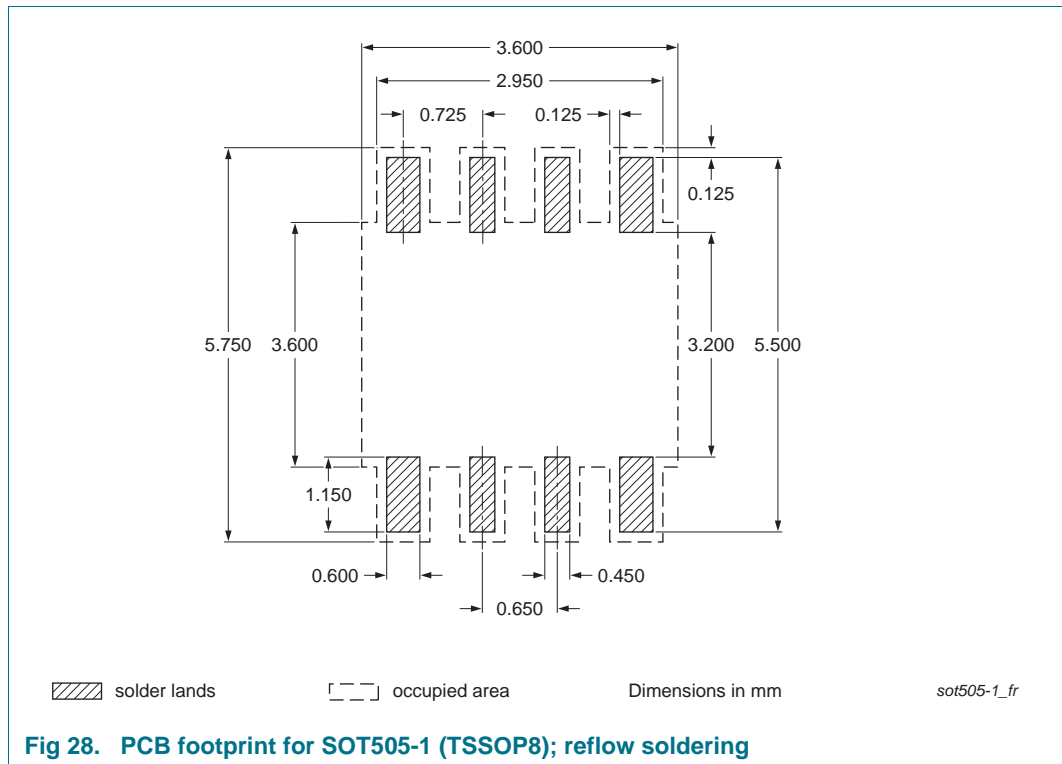 3.600
2.950
0.725 0.125
0.125
5.750 3.600 3.200 5.500
1.150
0.600 0.450
0.650
solder lands occupied area Dimensions in mm sot505-1_fr
Fig 28. PCB footprint for SOT505-1 (TSSOP8); reflow soldering